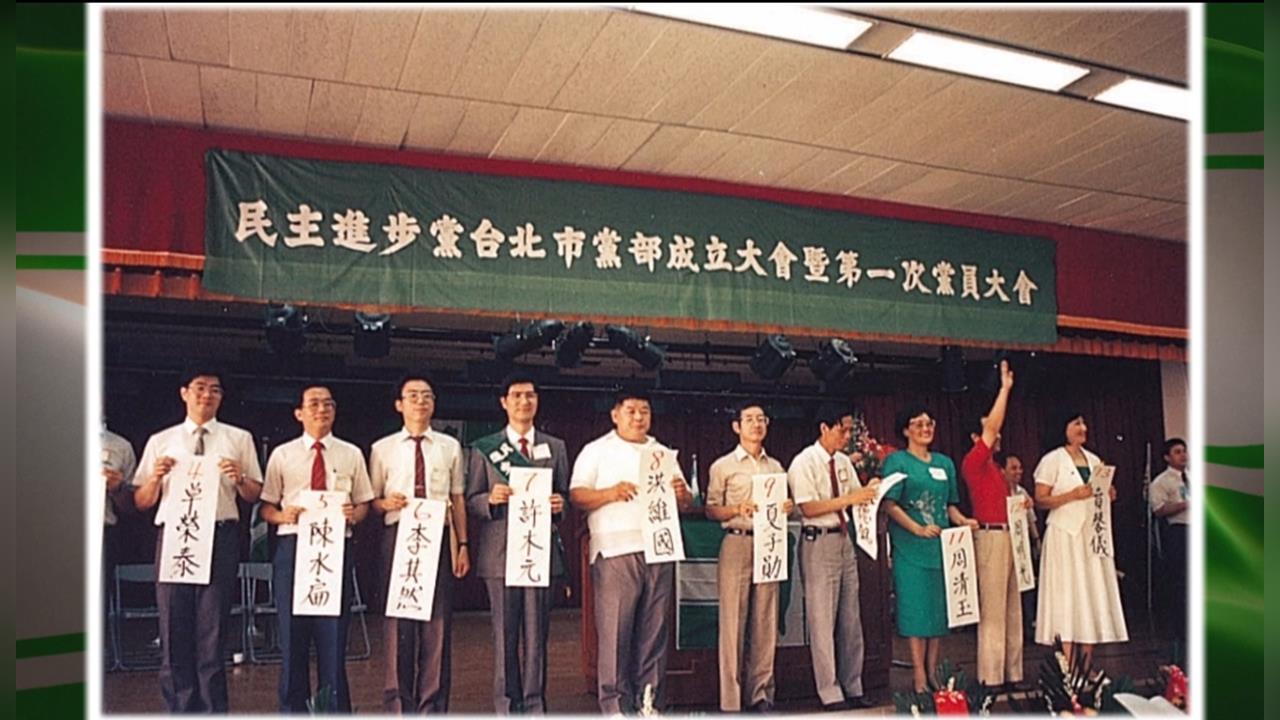 民主進步黨台北市黨部成立大會暨第一次黨員大會
4 卓榮泰
5 陳水扁
6 李其然
7 許木元
8 洪維國
9 夏子勛
11 周清玉